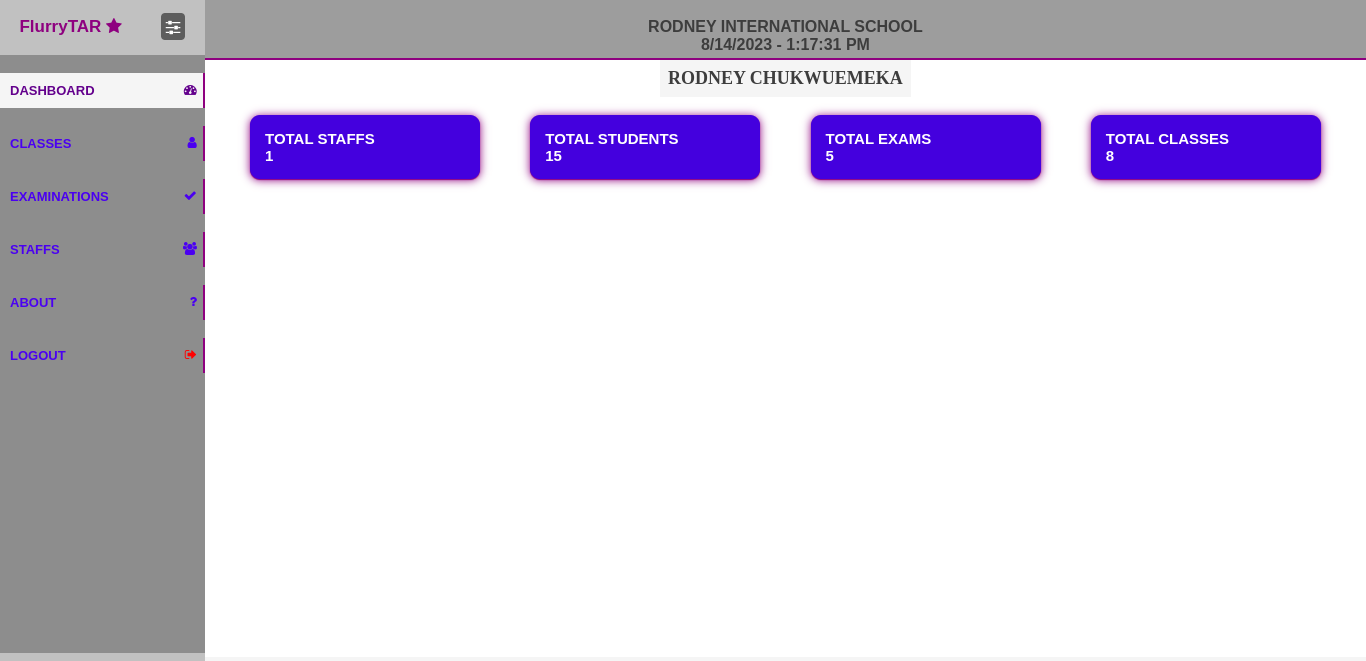 FlurryTAR
RODNEY INTERNATIONAL SCHOOL
8/14/2023 - 1:17:31 PM
RODNEY CHUKWUEMEKA
DASHBOARD
CLASSES
EXAMINATIONS
STAFFS
ABOUT
LOGOUT
TOTAL STAFFS
1
TOTAL STUDENTS
15
TOTAL EXAMS
5
TOTAL CLASSES
8